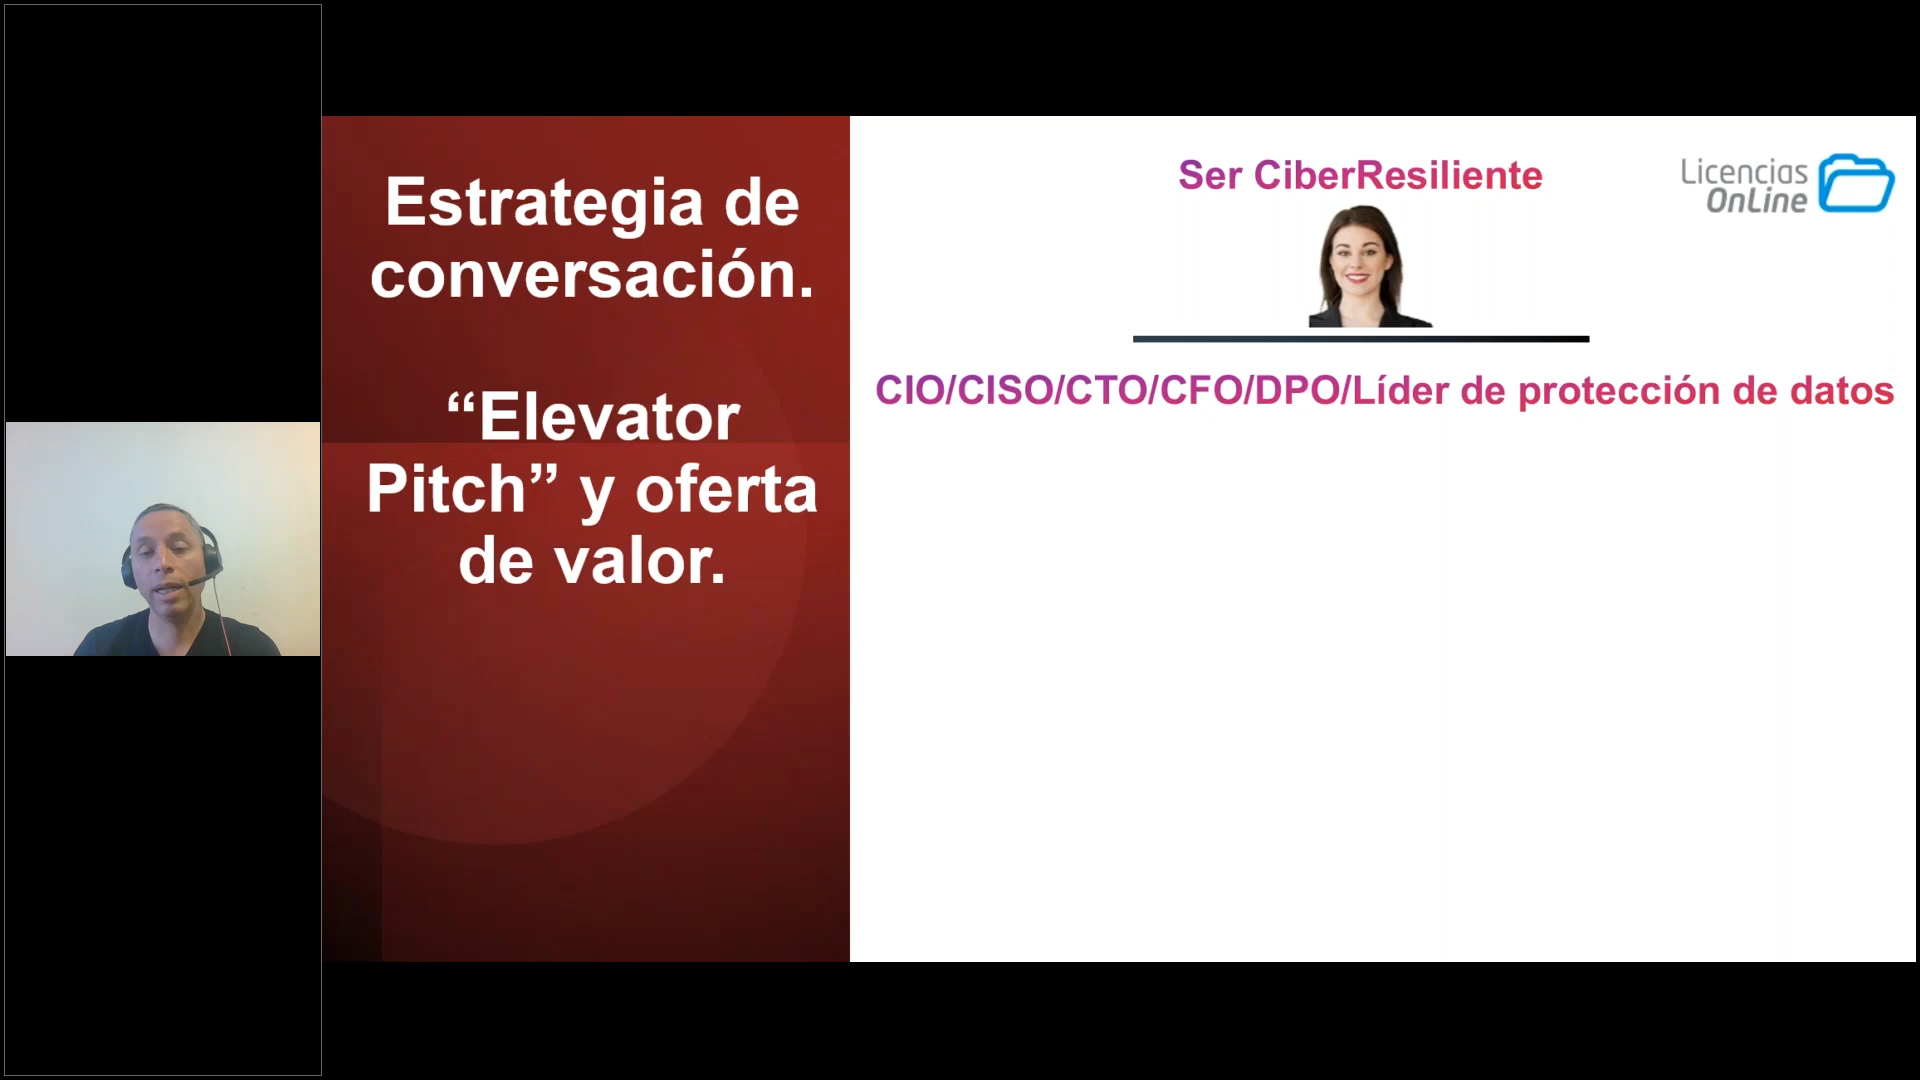 Estrategia de
conversación.
“Elevator
Pitch” y oferta
de valor.
Ser CiberResiliente
Licencias
OnLine
CIO/CISO/CTO/CFO/DPO/Líder de protección de datos